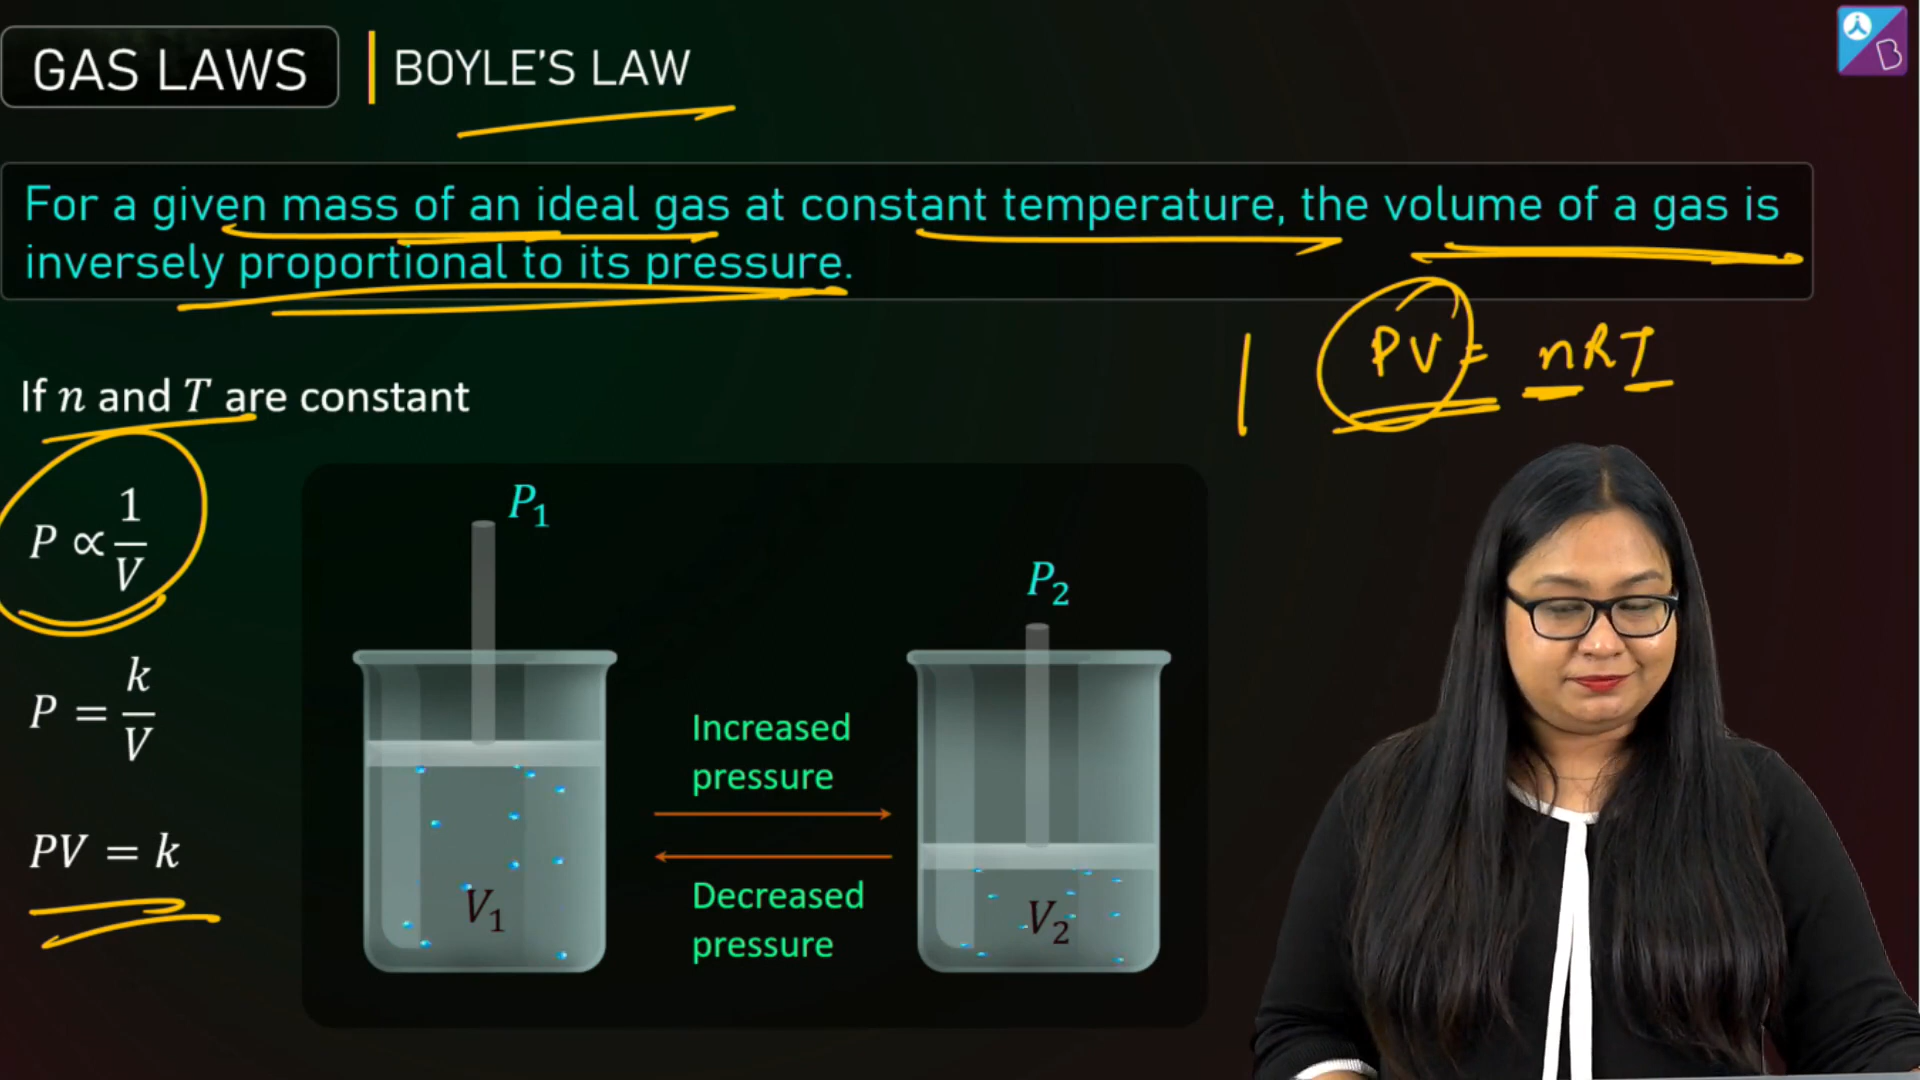 GAS LAWS
BOYLE'S LAW
For a given mass of an ideal gas at constant temperature, the volume of a gas is
inversely proportional to its pressure.
PV = nRT
If n and T are constant
P ∝ 1/V
P = k/V
PV = k
P₁
P₂
Increased
pressure
Decreased
pressure
V₁
V₂
B